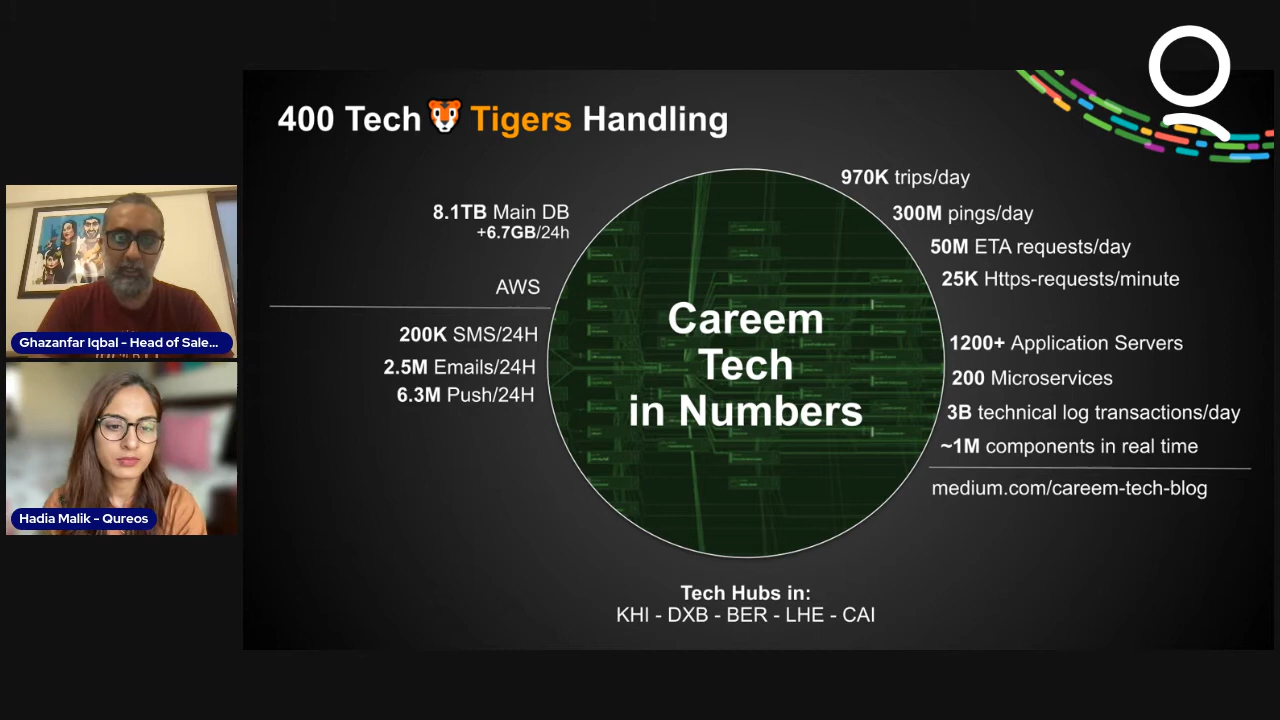 400 Tech Tigers Handling
8.1TB Main DB
+6.7GB/24h
AWS
200K SMS/24H
2.5M Emails/24H
6.3M Push/24H
Careem
Tech
in Numbers
970K trips/day
300M pings/day
50M ETA requests/day
25K Https-requests/minute
1200+ Application Servers
200 Microservices
3B technical log transactions/day
~1M components in real time
medium.com/careem-tech-blog
Tech Hubs in:
KHI - DXB - BER - LHE - CAI
Ghazanfar Iqbal - Head of Sale...
Hadia Malik - Qureos